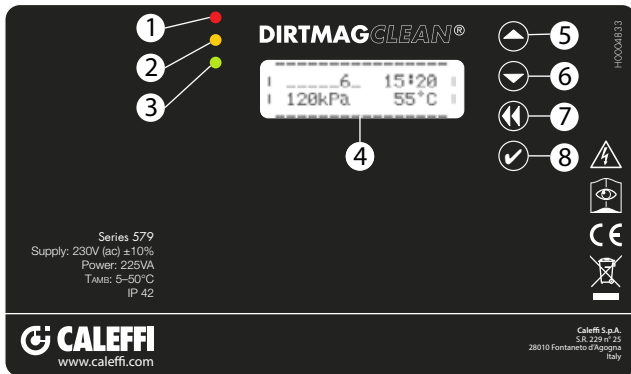 1
2
3
DIRTMAGCLEAN®
_____6_ 15:20
120kPa 55°C
4
5
6
7
8
H0004833
Series 579
Supply: 230V (ac) ±10%
Power: 225VA
TAMB: 5–50°C
IP 42
CE
CALEFFI
www.caleffi.com
Caleffi S.p.A.
S.R. 229 n° 25
28010 Fontaneto d'Agogna
Italy